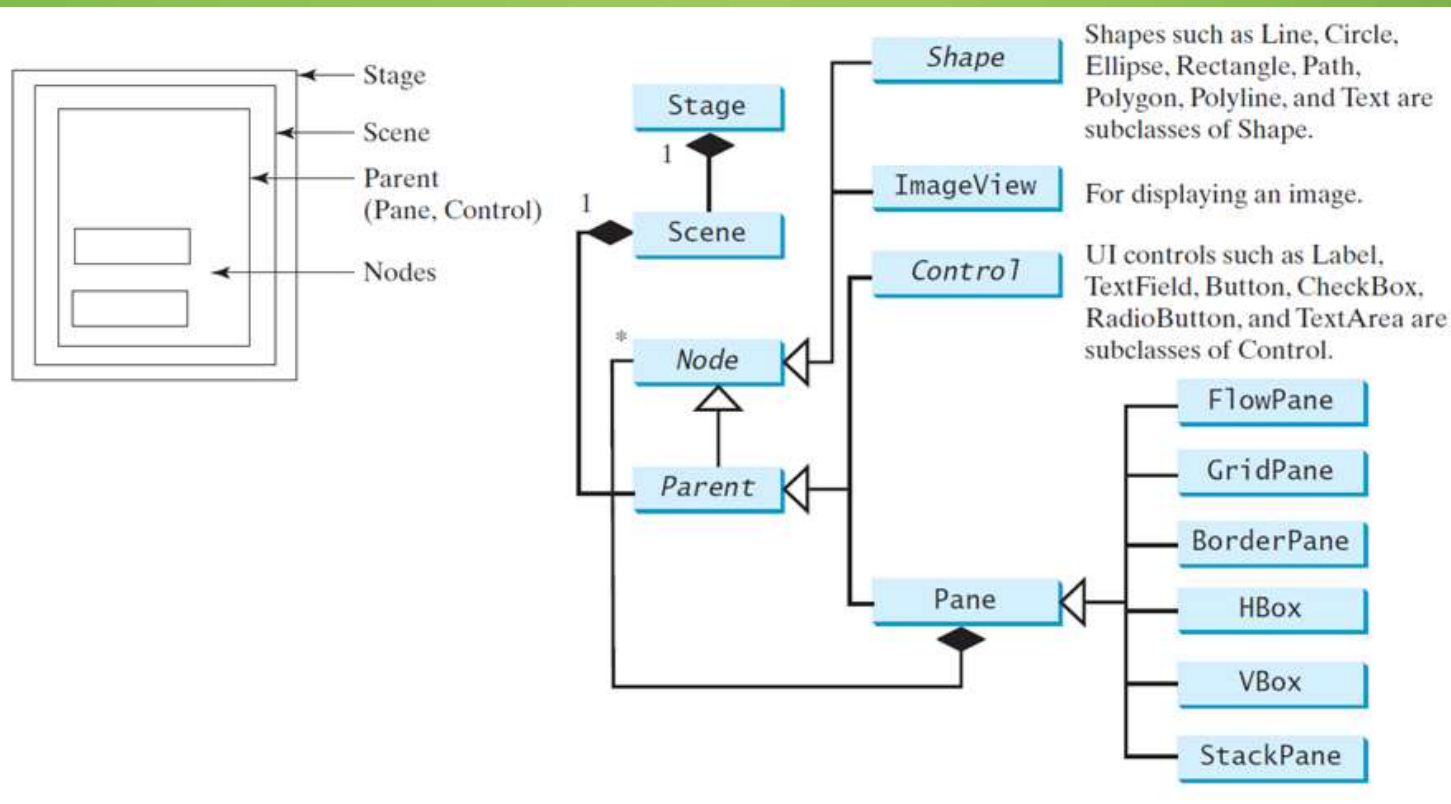 Stage
Scene
Parent
(Pane, Control)
Nodes
Stage
1
1
Scene
*
Node
Parent
Shape
Shapes such as Line, Circle,
Ellipse, Rectangle, Path,
Polygon, Polyline, and Text are
subclasses of Shape.
ImageView
For displaying an image.
Control
UI controls such as Label,
TextField, Button, CheckBox,
RadioButton, and TextArea are
subclasses of Control.
Pane
FlowPane
GridPane
BorderPane
HBox
VBox
StackPane